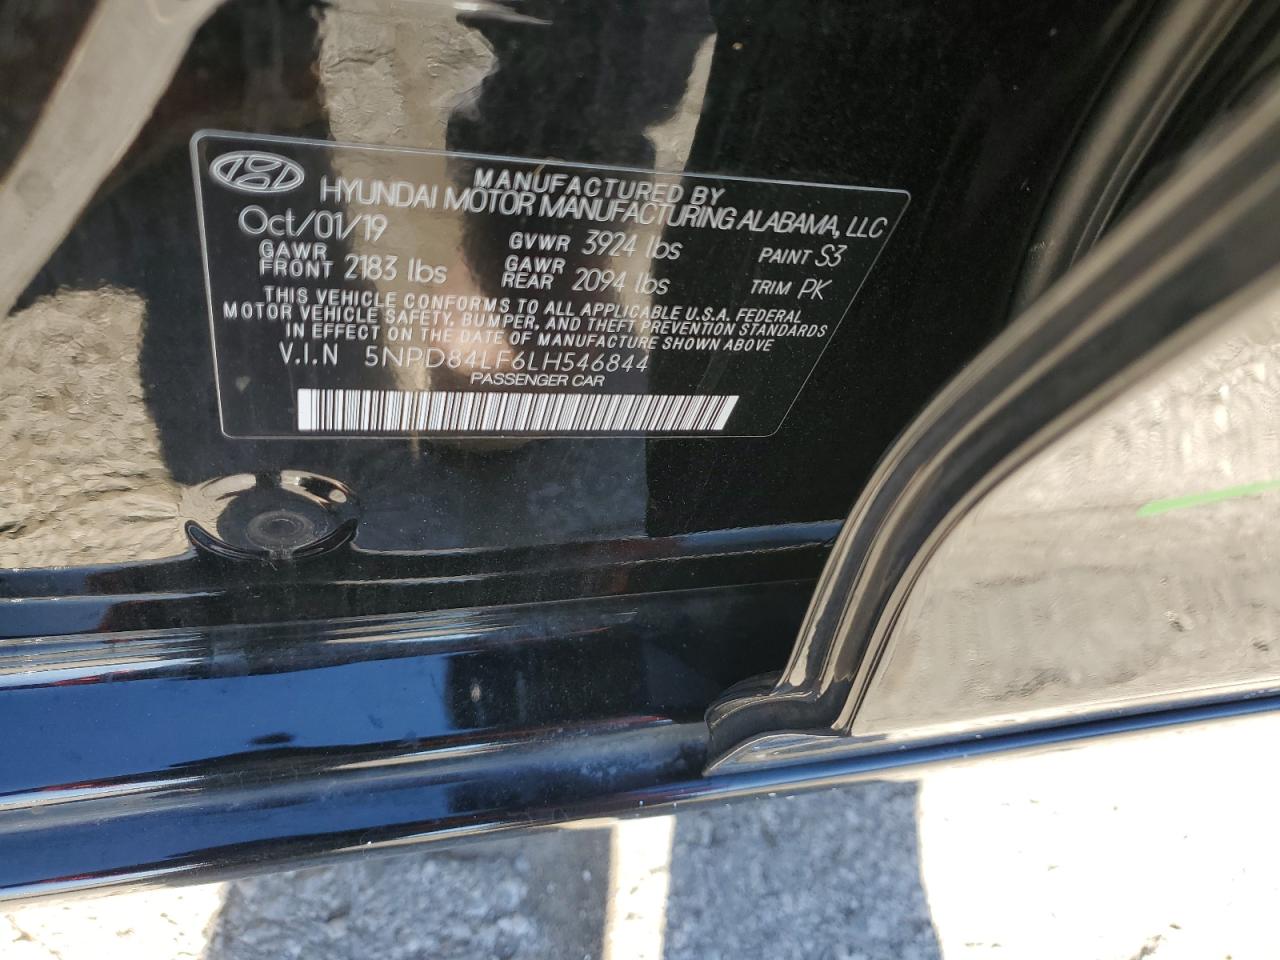 MANUFACTURED BY
HYUNDAI MOTOR MANUFACTURING ALABAMA, LLC
Oct/01/19 GVWR 3924 lbs PAINT S3
GAWR FRONT 2183 lbs GAWR REAR 2094 lbs TRIM PK
THIS VEHICLE CONFORMS TO ALL APPLICABLE U.S.A. FEDERAL
MOTOR VEHICLE SAFETY, BUMPER, AND THEFT PREVENTION STANDARDS
IN EFFECT ON THE DATE OF MANUFACTURE SHOWN ABOVE
V.I.N 5NPD84LF6LH546844
PASSENGER CAR